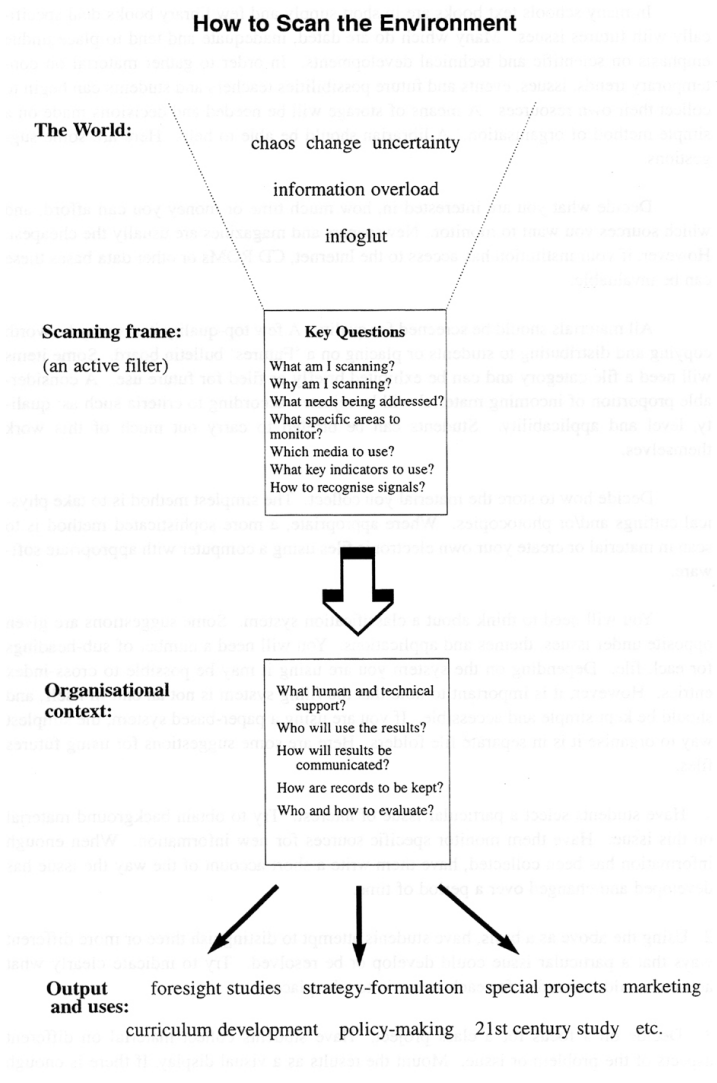 How to Scan the Environment
The World:
chaos change uncertainty
information overload
infoglut
Scanning frame:
(an active filter)
Key Questions
What am I scanning?
Why am I scanning?
What needs being addressed?
What specific areas to
monitor?
Which media to use?
What key indicators to use?
How to recognise signals?
Organisational
context:
What human and technical
support?
Who will use the results?
How will results be
communicated?
How are records to be kept?
Who and how to evaluate?
Output
and uses:
foresight studies strategy-formulation special projects marketing
curriculum development policy-making 21st century study etc.